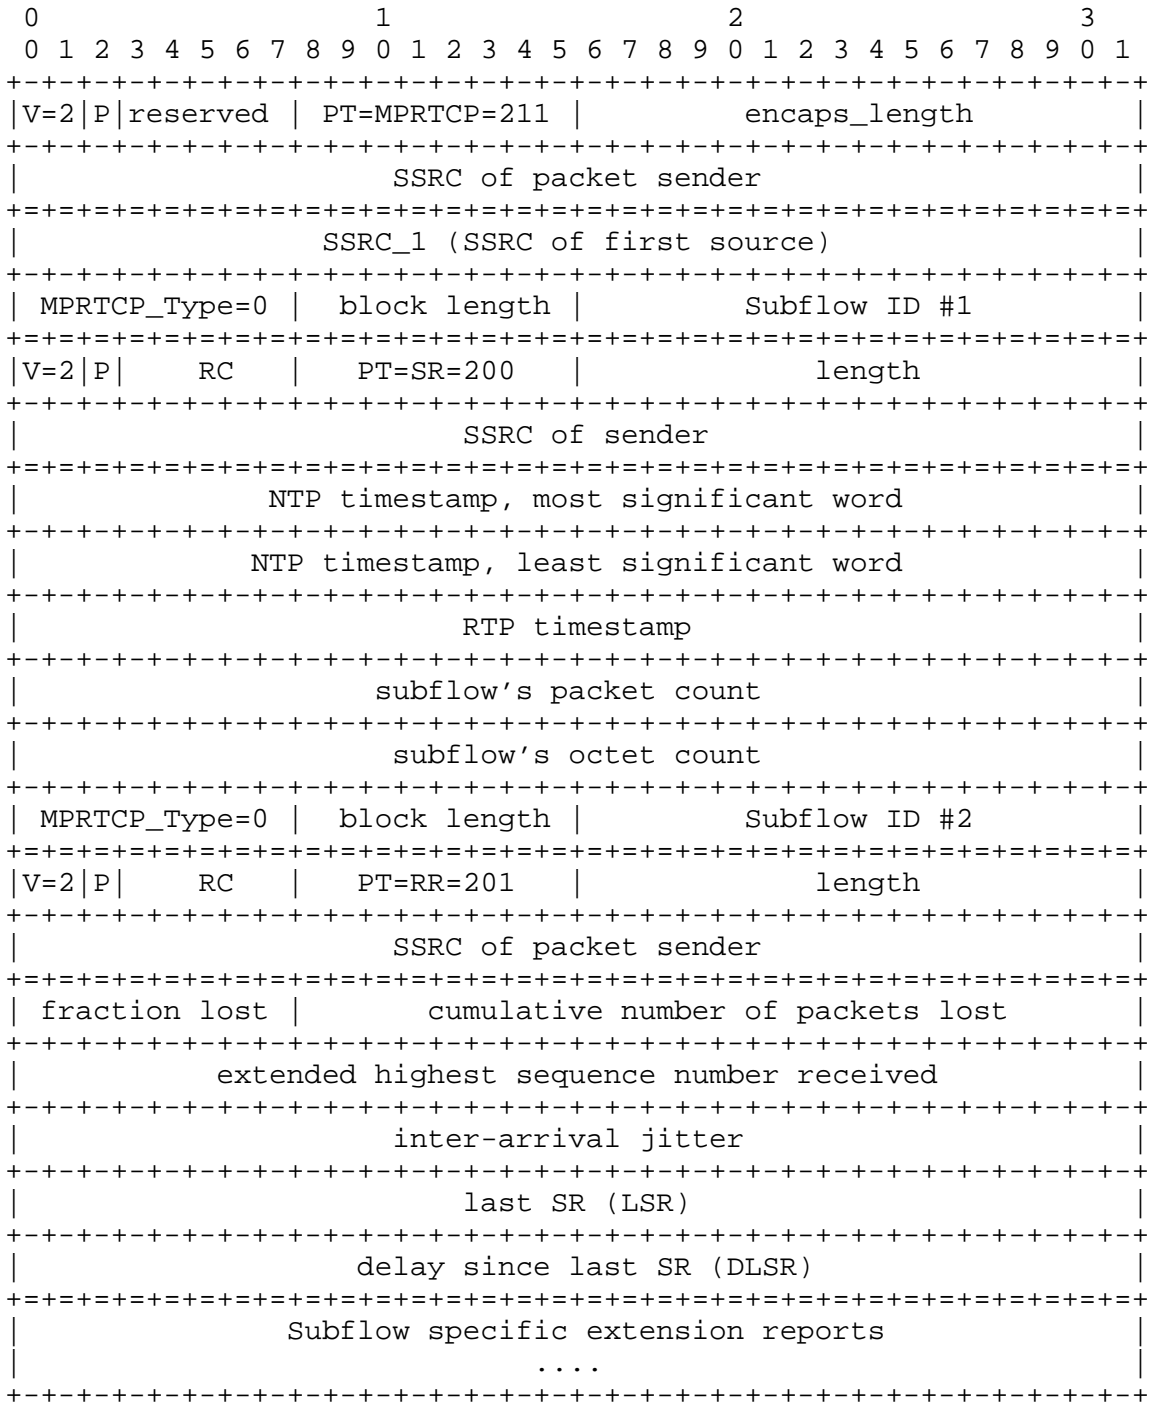 0                   1                   2                   3
 0 1 2 3 4 5 6 7 8 9 0 1 2 3 4 5 6 7 8 9 0 1 2 3 4 5 6 7 8 9 0 1
+-+-+-+-+-+-+-+-+-+-+-+-+-+-+-+-+-+-+-+-+-+-+-+-+-+-+-+-+-+-+-+-+
|V=2|P|reserved | PT=MPRTCP=211 |         encaps_length         |
+-+-+-+-+-+-+-+-+-+-+-+-+-+-+-+-+-+-+-+-+-+-+-+-+-+-+-+-+-+-+-+-+
|                     SSRC of packet sender                     |
+=+=+=+=+=+=+=+=+=+=+=+=+=+=+=+=+=+=+=+=+=+=+=+=+=+=+=+=+=+=+=+=+
|                 SSRC_1 (SSRC of first source)                 |
+-+-+-+-+-+-+-+-+-+-+-+-+-+-+-+-+-+-+-+-+-+-+-+-+-+-+-+-+-+-+-+-+
| MPRTCP_Type=0 |  block length |         Subflow ID #1         |
+=+=+=+=+=+=+=+=+=+=+=+=+=+=+=+=+=+=+=+=+=+=+=+=+=+=+=+=+=+=+=+=+
|V=2|P|    RC   |   PT=SR=200   |             length            |
+-+-+-+-+-+-+-+-+-+-+-+-+-+-+-+-+-+-+-+-+-+-+-+-+-+-+-+-+-+-+-+-+
|                         SSRC of sender                        |
+=+=+=+=+=+=+=+=+=+=+=+=+=+=+=+=+=+=+=+=+=+=+=+=+=+=+=+=+=+=+=+=+
|              NTP timestamp, most significant word             |
+-+-+-+-+-+-+-+-+-+-+-+-+-+-+-+-+-+-+-+-+-+-+-+-+-+-+-+-+-+-+-+-+
|             NTP timestamp, least significant word             |
+-+-+-+-+-+-+-+-+-+-+-+-+-+-+-+-+-+-+-+-+-+-+-+-+-+-+-+-+-+-+-+-+
|                         RTP timestamp                         |
+-+-+-+-+-+-+-+-+-+-+-+-+-+-+-+-+-+-+-+-+-+-+-+-+-+-+-+-+-+-+-+-+
|                    subflow’s packet count                     |
+-+-+-+-+-+-+-+-+-+-+-+-+-+-+-+-+-+-+-+-+-+-+-+-+-+-+-+-+-+-+-+-+
|                     subflow’s octet count                     |
+-+-+-+-+-+-+-+-+-+-+-+-+-+-+-+-+-+-+-+-+-+-+-+-+-+-+-+-+-+-+-+-+
| MPRTCP_Type=0 |  block length |         Subflow ID #2         |
+=+=+=+=+=+=+=+=+=+=+=+=+=+=+=+=+=+=+=+=+=+=+=+=+=+=+=+=+=+=+=+=+
|V=2|P|    RC   |   PT=RR=201   |             length            |
+-+-+-+-+-+-+-+-+-+-+-+-+-+-+-+-+-+-+-+-+-+-+-+-+-+-+-+-+-+-+-+-+
|                     SSRC of packet sender                     |
+=+=+=+=+=+=+=+=+=+=+=+=+=+=+=+=+=+=+=+=+=+=+=+=+=+=+=+=+=+=+=+=+
| fraction lost |       cumulative number of packets lost       |
+-+-+-+-+-+-+-+-+-+-+-+-+-+-+-+-+-+-+-+-+-+-+-+-+-+-+-+-+-+-+-+-+
|           extended highest sequence number received           |
+-+-+-+-+-+-+-+-+-+-+-+-+-+-+-+-+-+-+-+-+-+-+-+-+-+-+-+-+-+-+-+-+
|                     inter-arrival jitter                      |
+-+-+-+-+-+-+-+-+-+-+-+-+-+-+-+-+-+-+-+-+-+-+-+-+-+-+-+-+-+-+-+-+
|                         last SR (LSR)                         |
+-+-+-+-+-+-+-+-+-+-+-+-+-+-+-+-+-+-+-+-+-+-+-+-+-+-+-+-+-+-+-+-+
|                   delay since last SR (DLSR)                  |
+=+=+=+=+=+=+=+=+=+=+=+=+=+=+=+=+=+=+=+=+=+=+=+=+=+=+=+=+=+=+=+=+
|               Subflow specific extension reports              |
|                             ....                              |
+-+-+-+-+-+-+-+-+-+-+-+-+-+-+-+-+-+-+-+-+-+-+-+-+-+-+-+-+-+-+-+-+